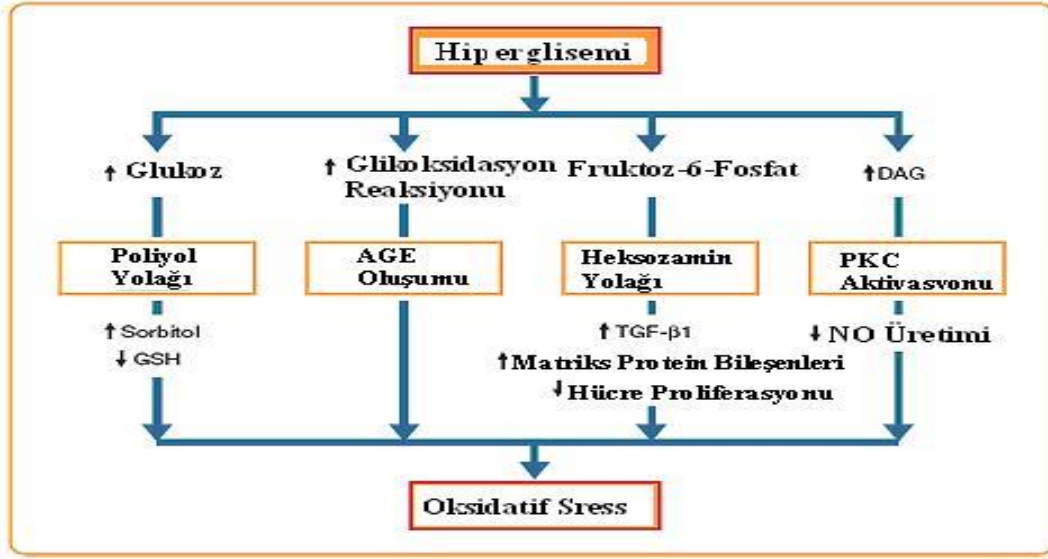 Hiperglisemi
↑ Glukoz
↑ Glikoksidasyon
Reaksiyonu
Fruktoz-6-Fosfat
↑ DAG
Poliyol
Yolağı
AGE
Oluşumu
Heksozamin
Yolağı
PKC
Aktivasyonu
↑ Sorbitol
↓ GSH
↑ TGF-β1
↑ Matriks Protein Bileşenleri
↓ Hücre Proliferasyonu
↓ NO Üretimi
Oksidatif Sress